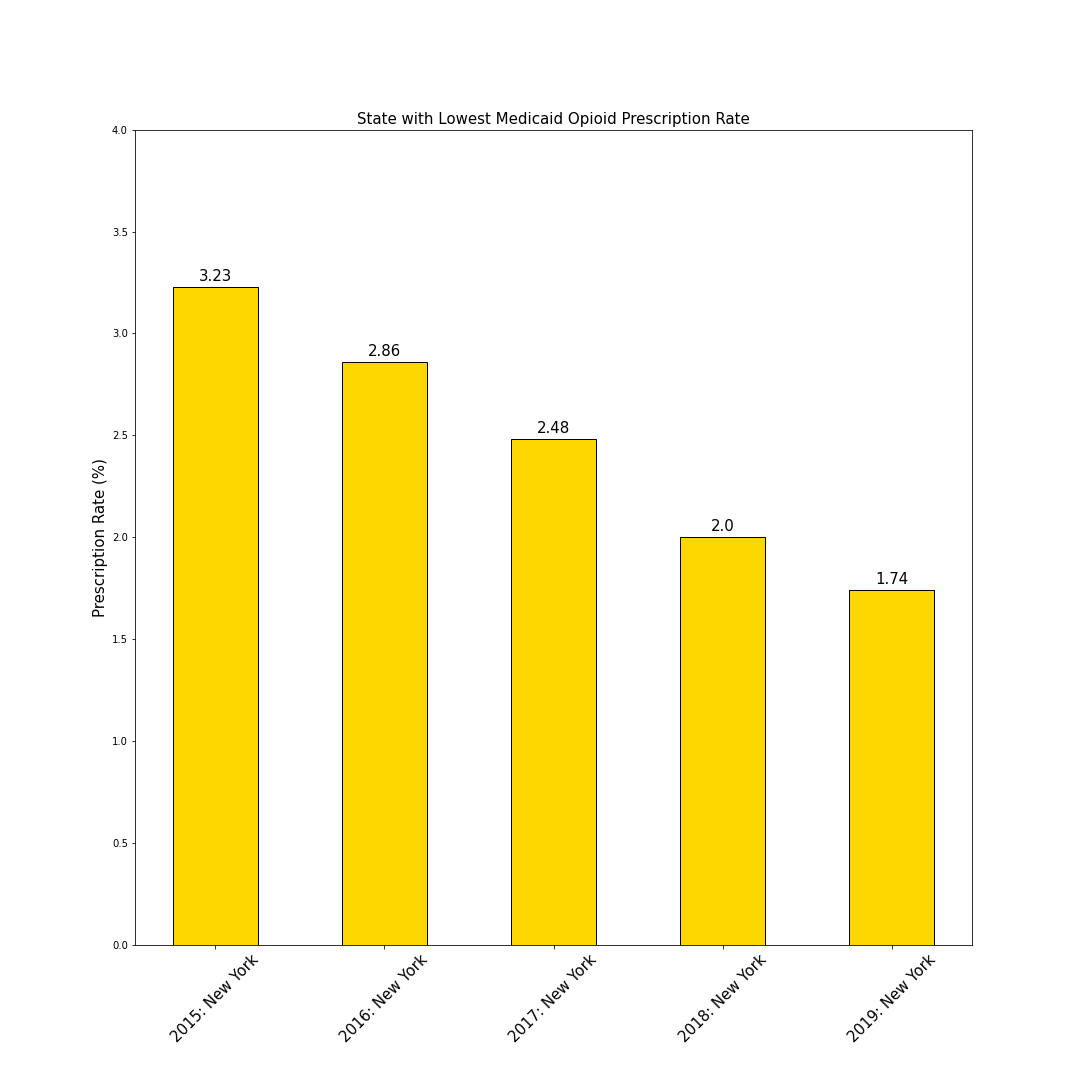 State with Lowest Medicaid Opioid Prescription Rate
4.0
3.5
3.0
2.5
2.0
1.5
1.0
0.5
0.0
Prescription Rate (%)
3.23
2.86
2.48
2.0
1.74
2015: New York
2016: New York
2017: New York
2018: New York
2019: New York